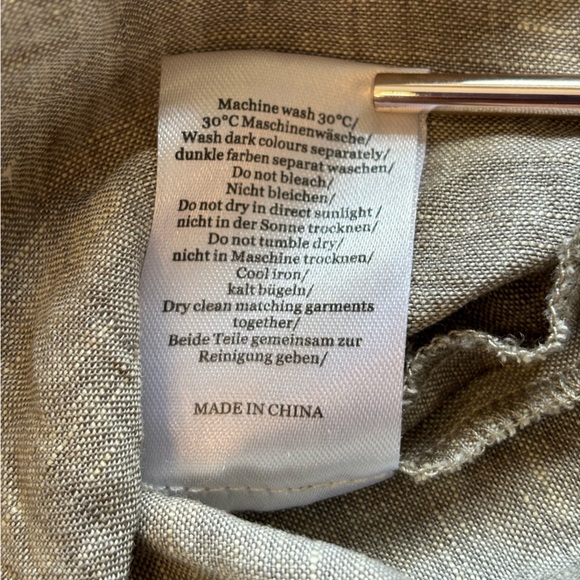 Machine wash 30°C/
30°C Maschinenwäsche/
Wash dark colours separately/
dunkle farben separat waschen/
Do not bleach/
Nicht bleichen/
Do not dry in direct sunlight /
nicht in der Sonne trocknen/
Do not tumble dry/
nicht in Maschine trocknen/
Cool iron/
kalt bügeln/
Dry clean matching garments
together/
Beide Teile gemeinsam zur
Reinigung geben/
MADE IN CHINA